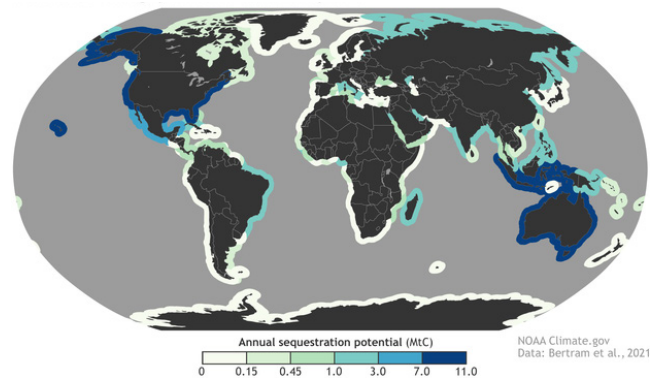 Annual sequestration potential (MtC)
0 0.15 0.45 1.0 3.0 7.0 11.0
NOAA Climate.gov
Data: Bertram et al., 2021